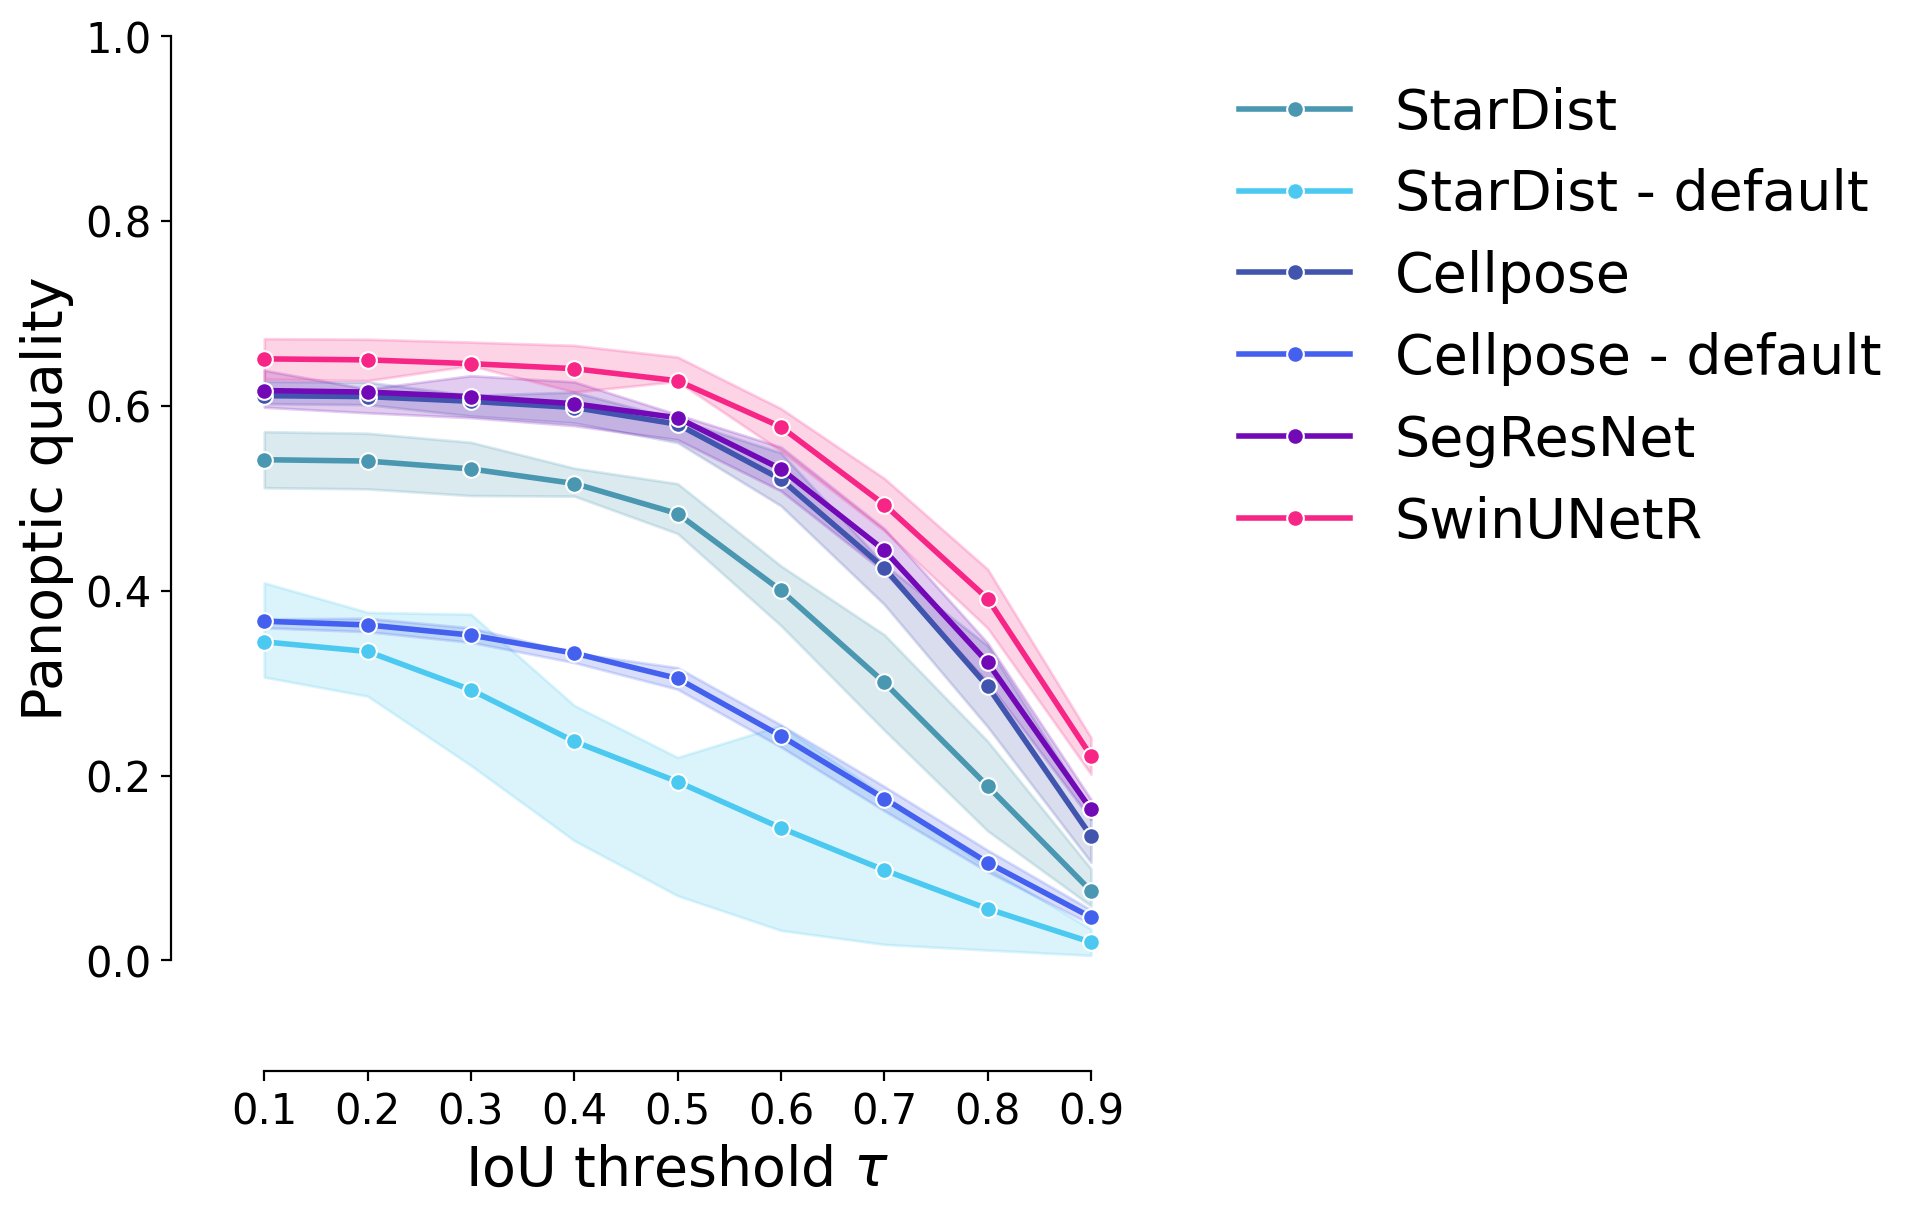 1.0
0.8
0.6
0.4
0.2
0.0
Panoptic quality
0.1 0.2 0.3 0.4 0.5 0.6 0.7 0.8 0.9
IoU threshold τ
StarDist
StarDist - default
Cellpose
Cellpose - default
SegResNet
SwinUNetR